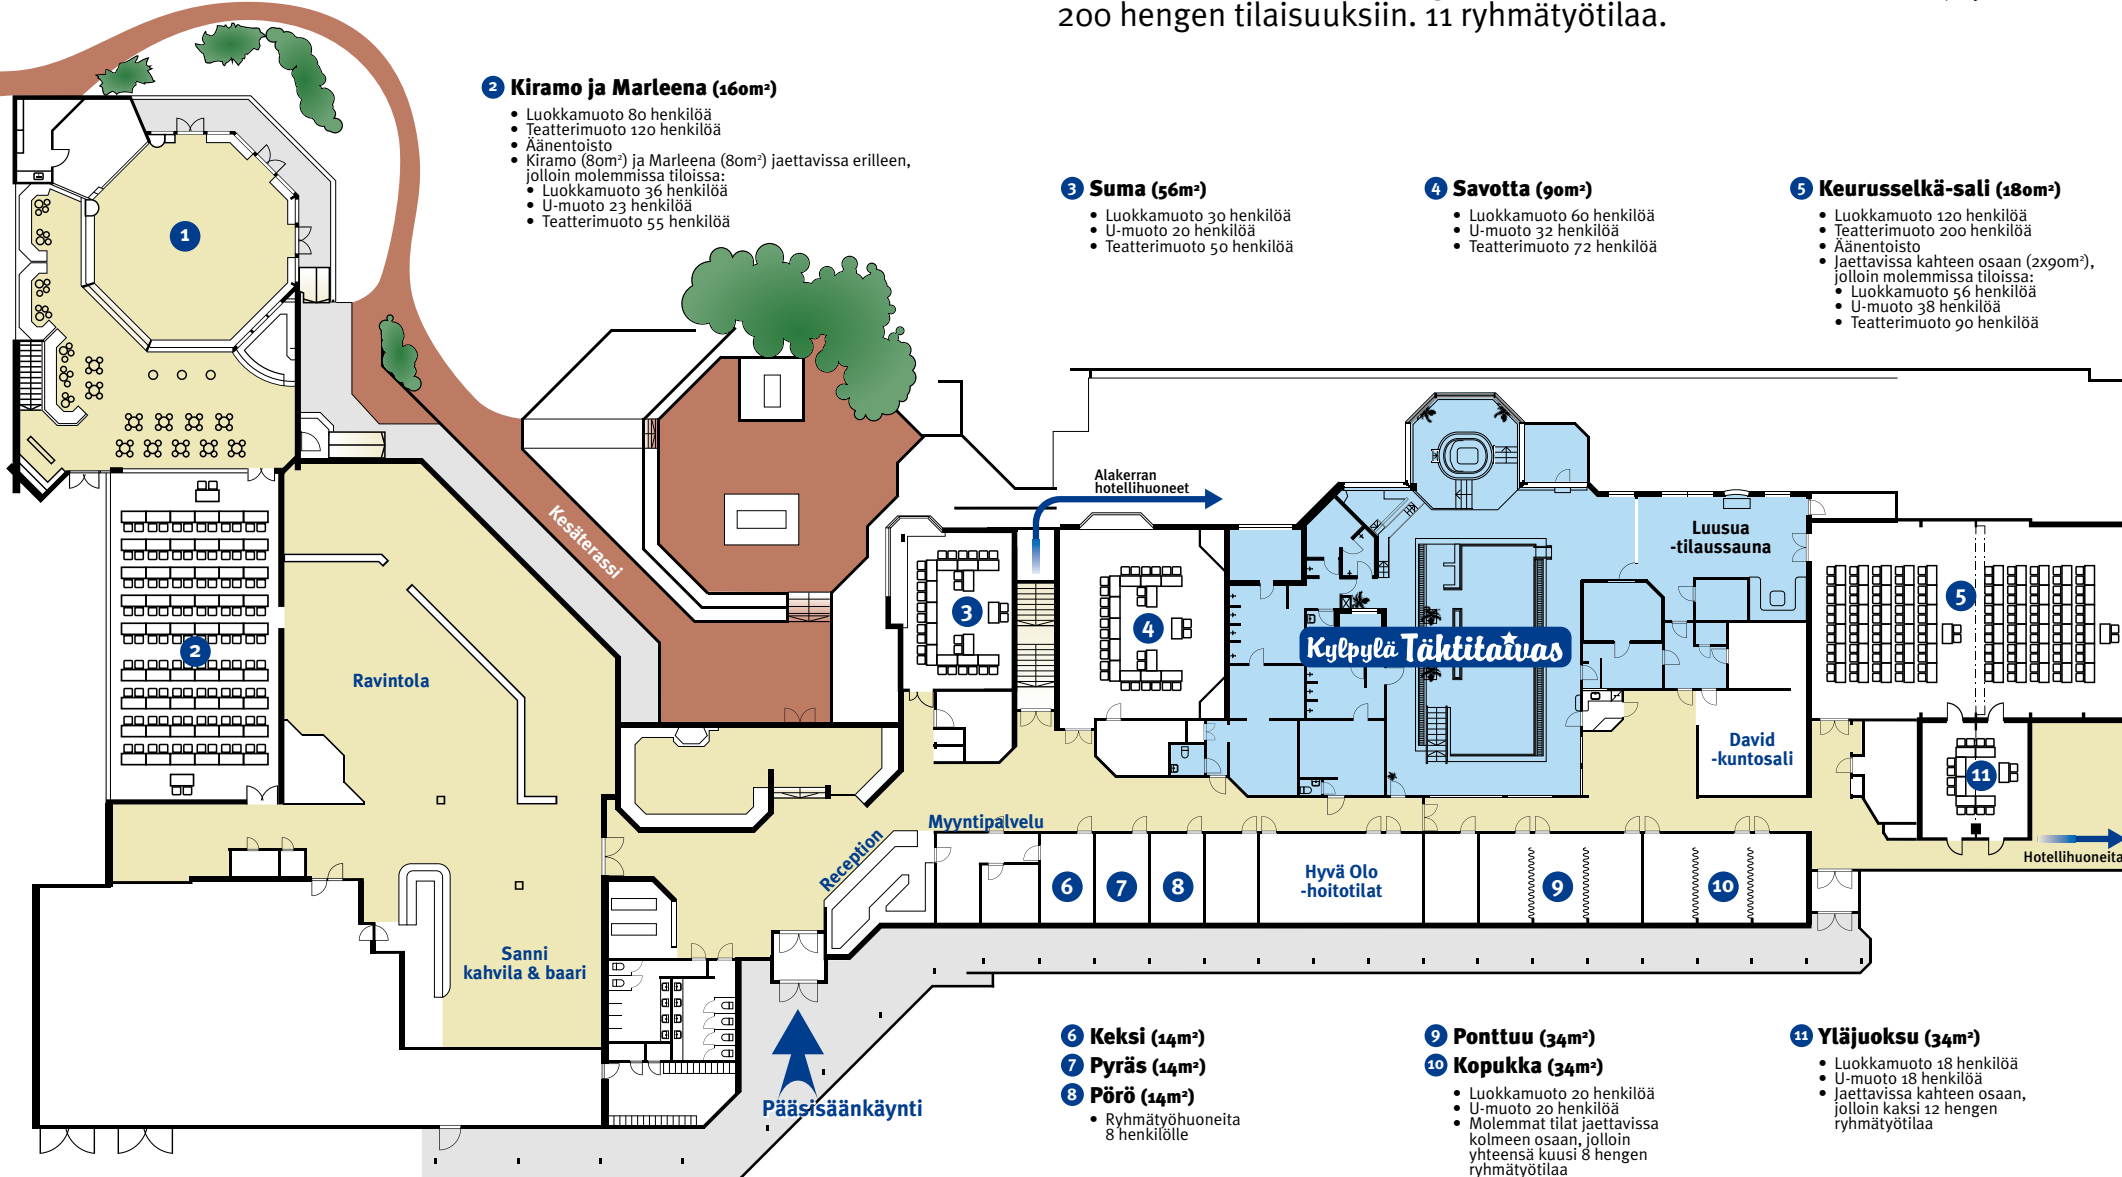 200 hengen tilaisuuksiin. 11 ryhmätyötilaa.
2 Kiramo ja Marleena (160m²)
• Luokkamuoto 80 henkilöä
• Teatterimuoto 120 henkilöä
• Äänentoisto
• Kiramo (80m²) ja Marleena (80m²) jaettavissa erilleen,
jolloin molemmissa tiloissa:
• Luokkamuoto 36 henkilöä
• U-muoto 23 henkilöä
• Teatterimuoto 55 henkilöä
3 Suma (56m²)
• Luokkamuoto 30 henkilöä
• U-muoto 20 henkilöä
• Teatterimuoto 50 henkilöä
4 Savotta (90m²)
• Luokkamuoto 60 henkilöä
• U-muoto 32 henkilöä
• Teatterimuoto 72 henkilöä
5 Keurusselkä-sali (180m²)
• Luokkamuoto 120 henkilöä
• Teatterimuoto 200 henkilöä
• Äänentoisto
• Jaettavissa kahteen osaan (2x90m²),
jolloin molemmissa tiloissa:
• Luokkamuoto 56 henkilöä
• U-muoto 38 henkilöä
• Teatterimuoto 90 henkilöä
1
Alakerran
hotellihuoneet
Kesäterassi
Luusua
-tilaussauna
3
4
5
2
Kylpylä Tähtitaivas
Ravintola
David
-kuntosali
11
Myyntipalvelu
Reception
Hotellihuoneita
6
7
8
Hyvä Olo
-hoitotilat
9
10
Sanni
kahvila & baari
Pääsisäänkäynti
6 Keksi (14m²)
7 Pyräs (14m²)
8 Pörö (14m²)
• Ryhmätyöhuoneita
8 henkilölle
9 Ponttuu (34m²)
10 Kopukka (34m²)
• Luokkamuoto 20 henkilöä
• U-muoto 20 henkilöä
• Molemmat tilat jaettavissa
kolmeen osaan, jolloin
yhteensä kuusi 8 hengen
ryhmätyötilaa
11 Yläjuoksu (34m²)
• Luokkamuoto 18 henkilöä
• U-muoto 18 henkilöä
• Jaettavissa kahteen osaan,
jolloin kaksi 12 hengen
ryhmätyötilaa